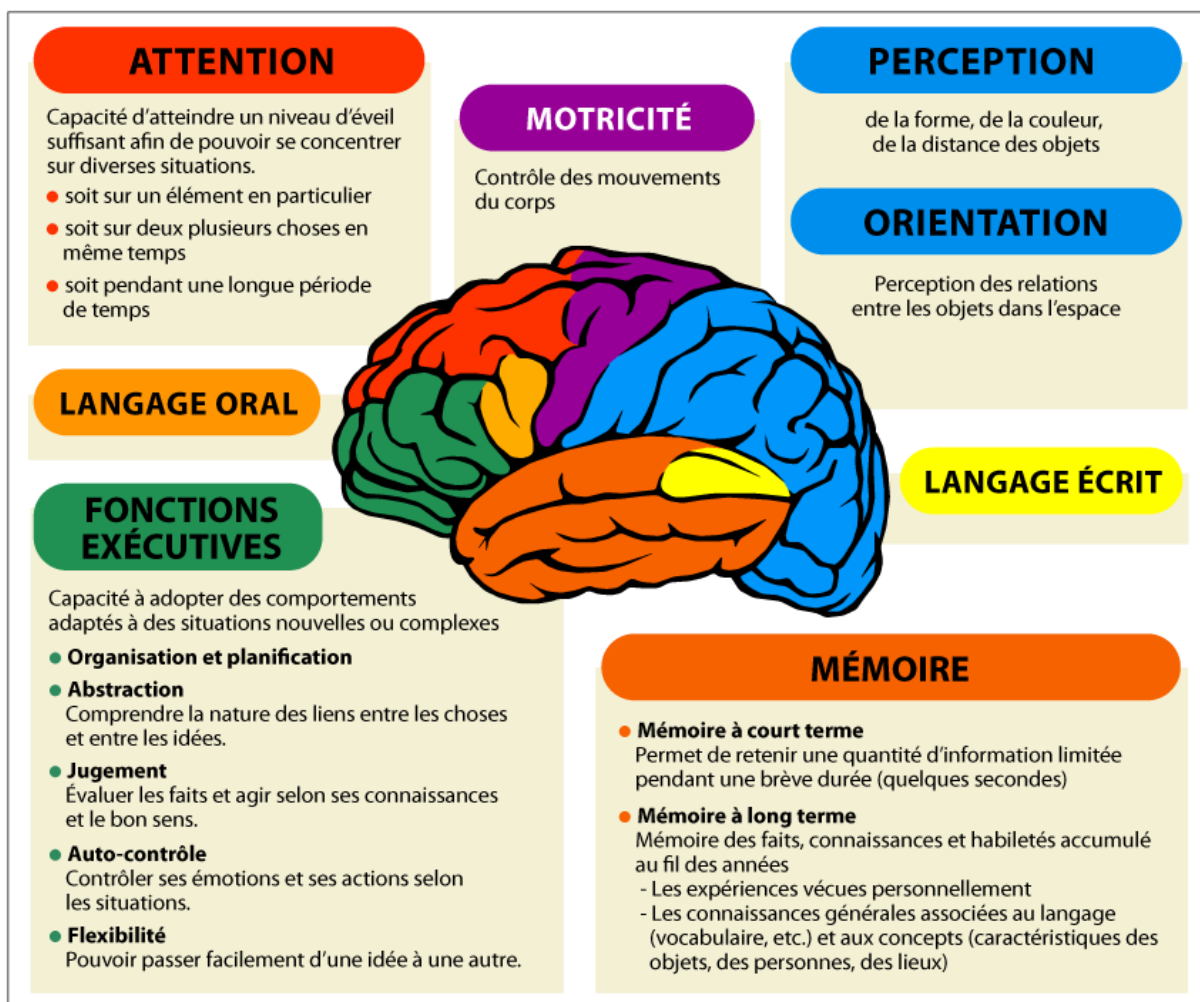 ATTENTION
Capacité d'atteindre un niveau d'éveil
suffisant afin de pouvoir se concentrer
sur diverses situations.
• soit sur un élément en particulier
• soit sur deux plusieurs choses en
même temps
• soit pendant une longue période
de temps
MOTRICITÉ
Contrôle des mouvements
du corps
PERCEPTION
de la forme, de la couleur,
de la distance des objets
ORIENTATION
Perception des relations
entre les objets dans l'espace
LANGAGE ORAL
LANGAGE ÉCRIT
FONCTIONS
EXÉCUTIVES
Capacité à adopter des comportements
adaptés à des situations nouvelles ou complexes
• Organisation et planification
• Abstraction
Comprendre la nature des liens entre les choses
et entre les idées.
• Jugement
Évaluer les faits et agir selon ses connaissances
et le bon sens.
• Auto-contrôle
Contrôler ses émotions et ses actions selon
les situations.
• Flexibilité
Pouvoir passer facilement d'une idée à une autre.
MÉMOIRE
• Mémoire à court terme
Permet de retenir une quantité d'information limitée
pendant une brève durée (quelques secondes)
• Mémoire à long terme
Mémoire des faits, connaissances et habiletés accumulé
au fil des années
- Les expériences vécues personnellement
- Les connaissances générales associées au langage
(vocabulaire, etc.) et aux concepts (caractéristiques des
objets, des personnes, des lieux)